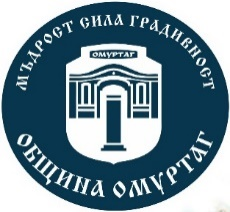 МЪДРОСТ СИЛА ГРАДИВНОСТ
ОМУРТАГ
ОБЩИНА ОМУРТАГ